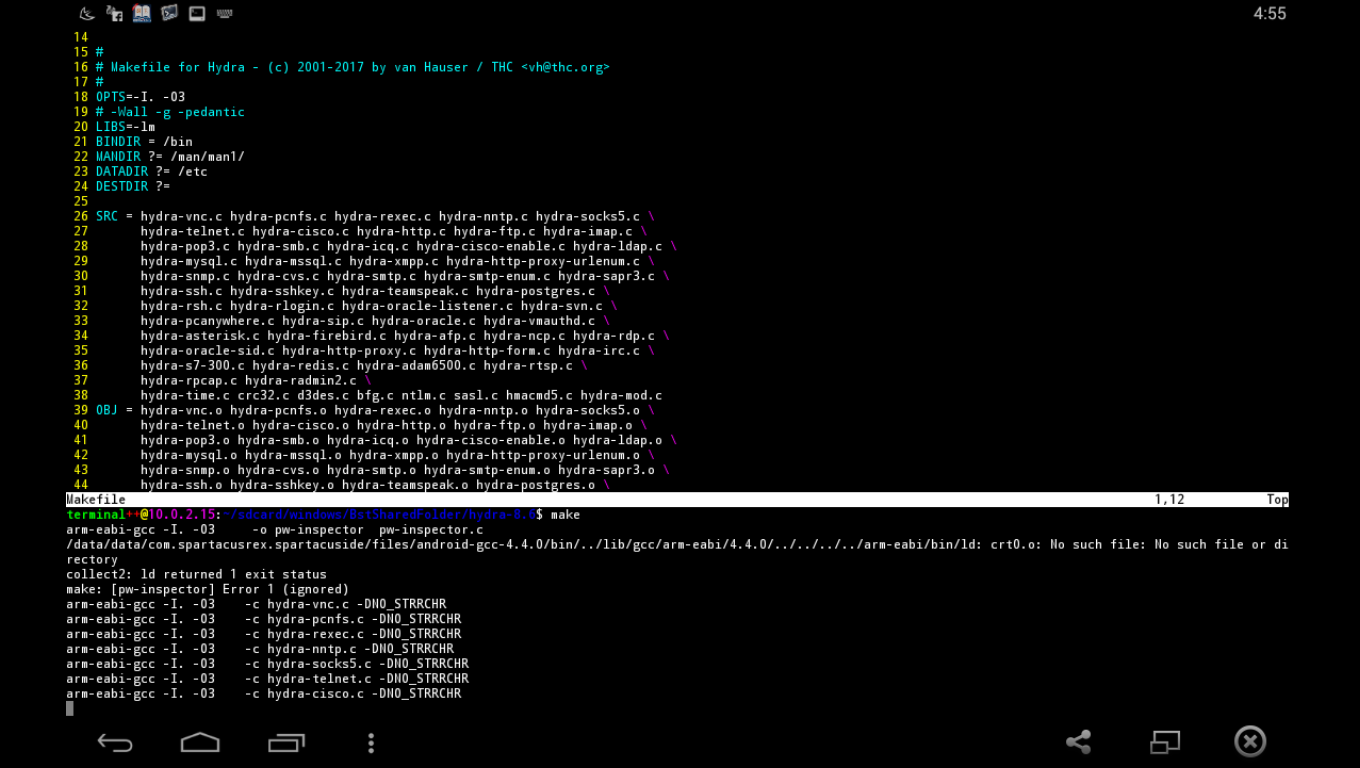 4:55
14
15 #
16 # Makefile for Hydra - (c) 2001-2017 by van Hauser / THC <vh@thc.org>
17 #
18 OPTS=-I. -O3
19 # -Wall -g -pedantic
20 LIBS=-lm
21 BINDIR = /bin
22 MANDIR ?= /man/man1/
23 DATADIR ?= /etc
24 DESTDIR ?=
25
26 SRC = hydra-vnc.c hydra-pcnfs.c hydra-rexec.c hydra-nntp.c hydra-socks5.c \
27 hydra-telnet.c hydra-cisco.c hydra-http.c hydra-ftp.c hydra-imap.c \
28 hydra-pop3.c hydra-smb.c hydra-icq.c hydra-cisco-enable.c hydra-ldap.c \
29 hydra-mysql.c hydra-mssql.c hydra-xmpp.c hydra-http-proxy-urlenum.c \
30 hydra-snmp.c hydra-cvs.c hydra-smtp.c hydra-smtp-enum.c hydra-sapr3.c \
31 hydra-ssh.c hydra-sshkey.c hydra-teamspeak.c hydra-postgres.c \
32 hydra-rsh.c hydra-rlogin.c hydra-oracle-listener.c hydra-svn.c \
33 hydra-pcanywhere.c hydra-sip.c hydra-oracle.c hydra-vmauthd.c \
34 hydra-asterisk.c hydra-firebird.c hydra-afp.c hydra-ncp.c hydra-rdp.c \
35 hydra-oracle-sid.c hydra-http-proxy.c hydra-http-form.c hydra-irc.c \
36 hydra-s7-300.c hydra-redis.c hydra-adam6500.c hydra-rtsp.c \
37 hydra-rpcap.c hydra-radmin2.c \
38 hydra-time.c crc32.c d3des.c bfg.c ntlm.c sasl.c hmacmd5.c hydra-mod.c
39 OBJ = hydra-vnc.o hydra-pcnfs.o hydra-rexec.o hydra-nntp.o hydra-socks5.o \
40 hydra-telnet.o hydra-cisco.o hydra-http.o hydra-ftp.o hydra-imap.o \
41 hydra-pop3.o hydra-smb.o hydra-icq.o hydra-cisco-enable.o hydra-ldap.o \
42 hydra-mysql.o hydra-mssql.o hydra-xmpp.o hydra-http-proxy-urlenum.o \
43 hydra-snmp.o hydra-cvs.o hydra-smtp.o hydra-smtp-enum.o hydra-sapr3.o \
44 hydra-ssh.o hydra-sshkey.o hydra-teamspeak.o hydra-postgres.o \
Makefile 1,12 Top
terminal++@10.0.2.15:~/sdcard/windows/BstSharedFolder/hydra-8.6$ make
arm-eabi-gcc -I. -O3 -o pw-inspector pw-inspector.c
/data/data/com.spartacusrex.spartacuside/files/android-gcc-4.4.0/bin/../lib/gcc/arm-eabi/4.4.0/../../../../arm-eabi/bin/ld: crt0.o: No such file: No such file or di
rectory
collect2: ld returned 1 exit status
make: [pw-inspector] Error 1 (ignored)
arm-eabi-gcc -I. -O3 -c hydra-vnc.c -DNO_STRRCHR
arm-eabi-gcc -I. -O3 -c hydra-pcnfs.c -DNO_STRRCHR
arm-eabi-gcc -I. -O3 -c hydra-rexec.c -DNO_STRRCHR
arm-eabi-gcc -I. -O3 -c hydra-nntp.c -DNO_STRRCHR
arm-eabi-gcc -I. -O3 -c hydra-socks5.c -DNO_STRRCHR
arm-eabi-gcc -I. -O3 -c hydra-telnet.c -DNO_STRRCHR
arm-eabi-gcc -I. -O3 -c hydra-cisco.c -DNO_STRRCHR